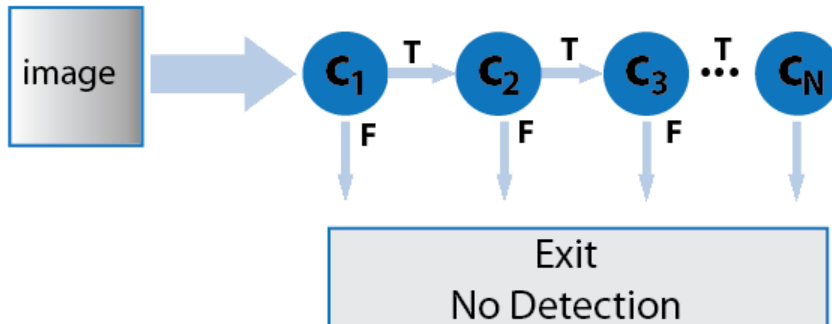 image
C1 T C2 T C3 T ... CN
F F F
Exit
No Detection